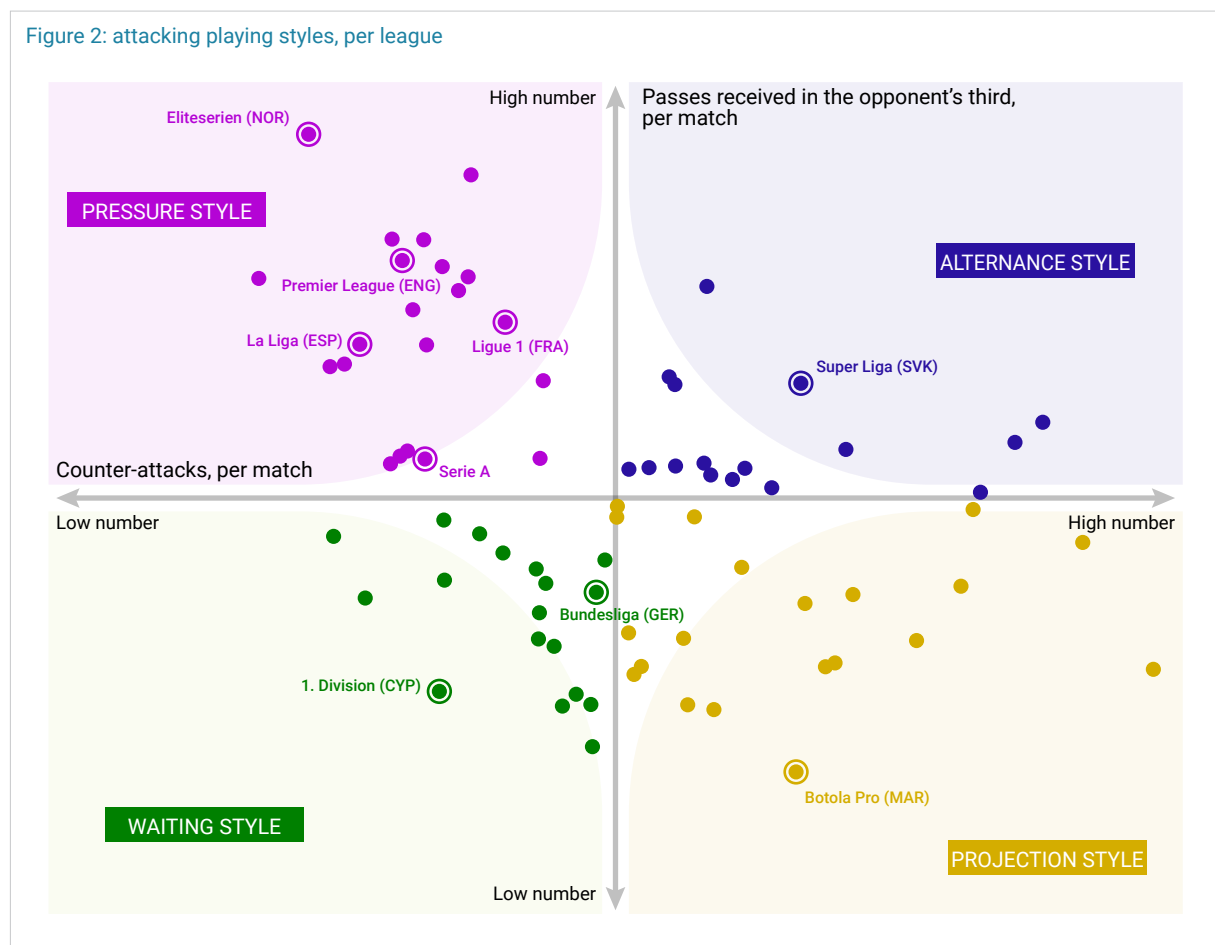 Figure 2: attacking playing styles, per league
High number
Passes received in the opponent's third,
per match
Eliteserien (NOR)
PRESSURE STYLE
ALTERNANCE STYLE
Premier League (ENG)
La Liga (ESP)
Ligue 1 (FRA)
Super Liga (SVK)
Counter-attacks, per match
Serie A
Low number
High number
Bundesliga (GER)
1. Division (CYP)
Botola Pro (MAR)
WAITING STYLE
PROJECTION STYLE
Low number